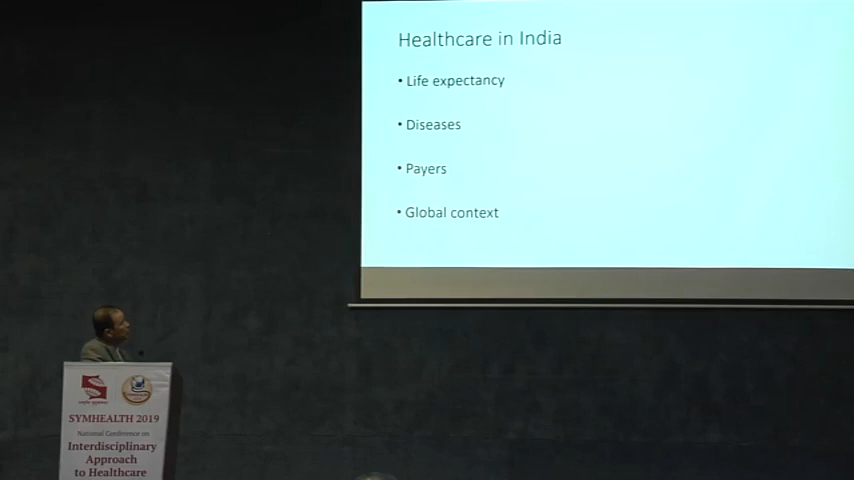 Healthcare in India
• Life expectancy
• Diseases
• Payers
• Global context
SYMHEALTH 2019
National Conference on
Interdisciplinary
Approach
to Healthcare